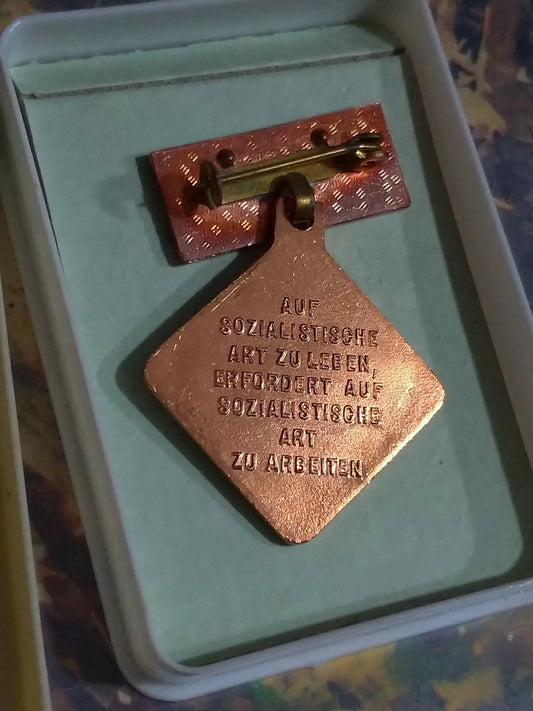 AUF
SOZIALISTISCHE
ART ZU LEBEN,
ERFORDERT AUF
SOZIALISTISCHE
ART
ZU ARBEITEN